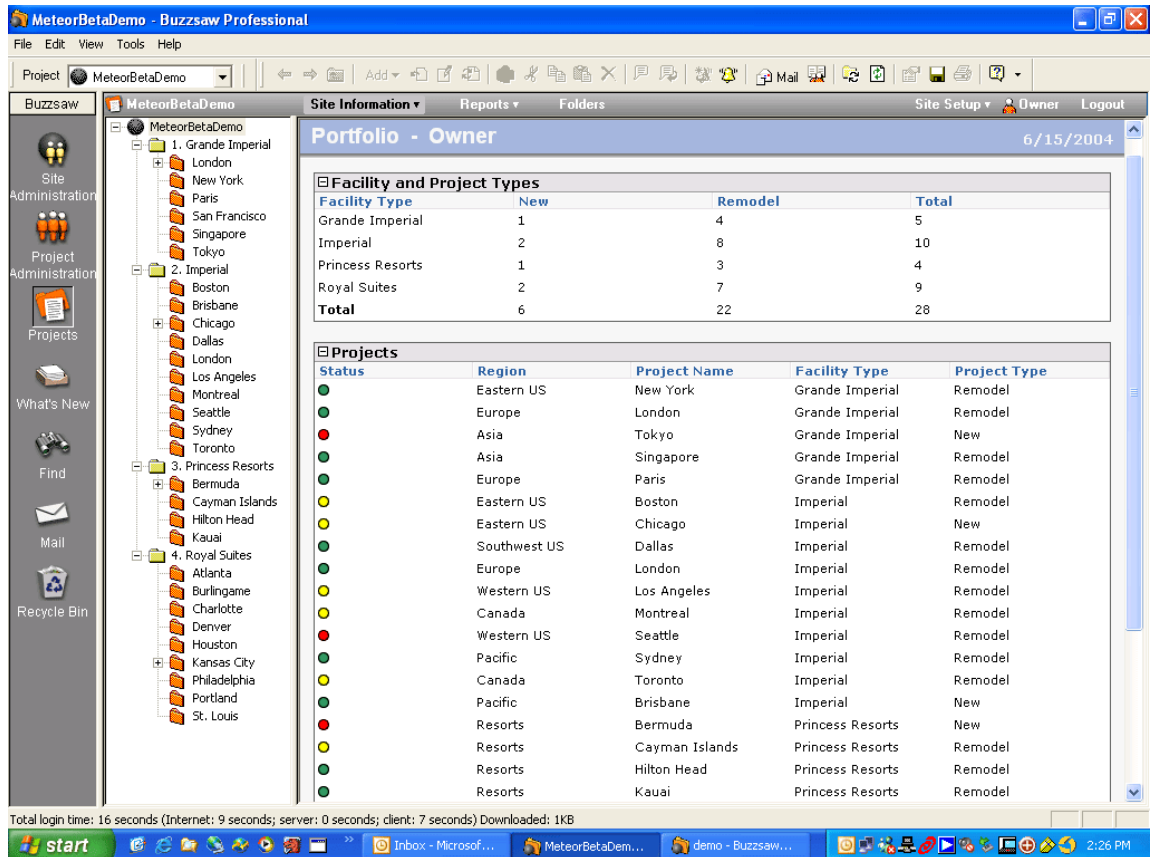 MeteorBetaDemo - Buzzsaw Professional
File Edit View Tools Help
Project MeteorBetaDemo Add Mail
Buzzsaw MeteorBetaDemo Site Information Reports Folders Site Setup Owner Logout
Site Administration
Project Administration
Projects
What's New
Find
Mail
Recycle Bin
MeteorBetaDemo
1. Grande Imperial
London
New York
Paris
San Francisco
Singapore
Tokyo
2. Imperial
Boston
Brisbane
Chicago
Dallas
London
Los Angeles
Montreal
Seattle
Sydney
Toronto
3. Princess Resorts
Bermuda
Cayman Islands
Hilton Head
Kauai
4. Royal Suites
Atlanta
Burlingame
Charlotte
Denver
Houston
Kansas City
Philadelphia
Portland
St. Louis
Portfolio - Owner 6/15/2004
Facility and Project Types
Facility Type New Remodel Total
Grande Imperial 1 4 5
Imperial 2 8 10
Princess Resorts 1 3 4
Royal Suites 2 7 9
Total 6 22 28
Projects
Status Region Project Name Facility Type Project Type
Eastern US New York Grande Imperial Remodel
Europe London Grande Imperial Remodel
Asia Tokyo Grande Imperial New
Asia Singapore Grande Imperial Remodel
Europe Paris Grande Imperial Remodel
Eastern US Boston Imperial Remodel
Eastern US Chicago Imperial New
Southwest US Dallas Imperial Remodel
Europe London Imperial Remodel
Western US Los Angeles Imperial Remodel
Canada Montreal Imperial Remodel
Western US Seattle Imperial Remodel
Pacific Sydney Imperial Remodel
Canada Toronto Imperial Remodel
Pacific Brisbane Imperial New
Resorts Bermuda Princess Resorts New
Resorts Cayman Islands Princess Resorts Remodel
Resorts Hilton Head Princess Resorts Remodel
Resorts Kauai Princess Resorts Remodel
Total login time: 16 seconds (Internet: 9 seconds; server: 0 seconds; client: 7 seconds) Downloaded: 1KB
start Inbox - Microsof... MeteorBetaDem... demo - Buzzsaw... 2:26 PM